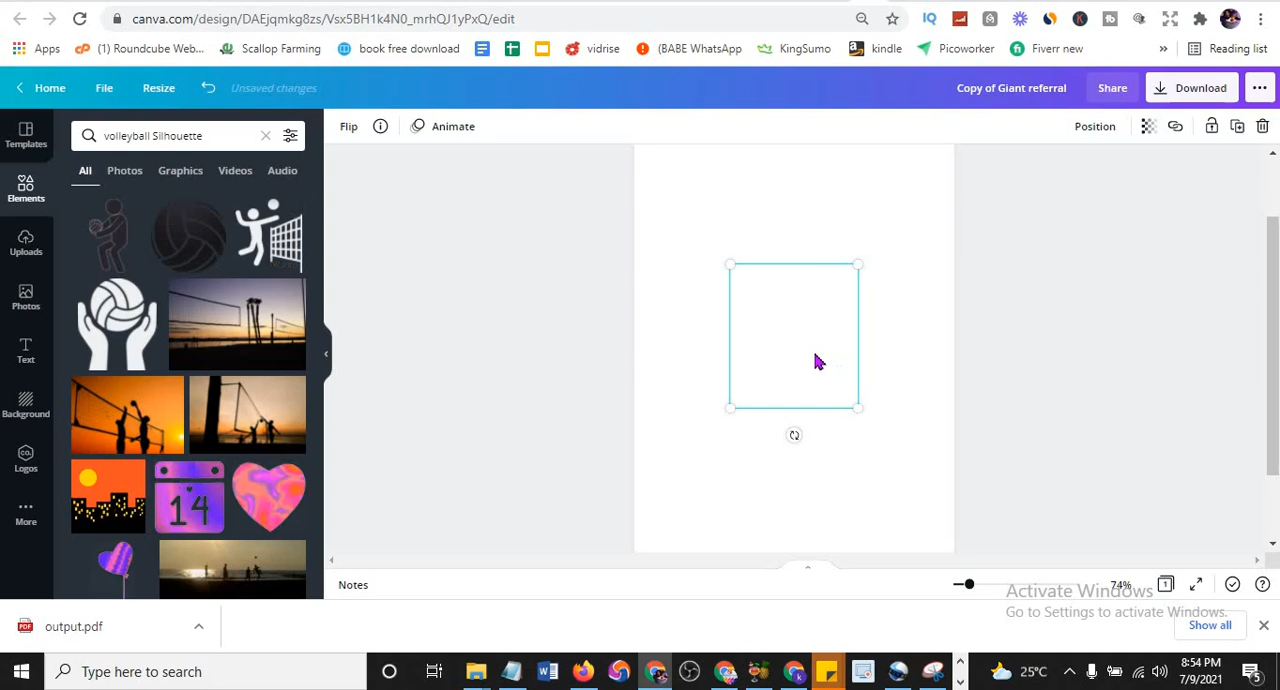 canva.com/design/DAEjqmkg8zs/Vsx5BH1k4N0_mrhQJ1yPxQ/edit
Apps
(1) Roundcube Web...
Scallop Farming
book free download
vidrise
(BABE WhatsApp
KingSumo
kindle
Picoworker
Fiverr new
»
Reading list
Home
File
Resize
Unsaved changes
Copy of Giant referral
Share
Download
Templates
volleyball Silhouette
Flip
Animate
Position
All
Photos
Graphics
Videos
Audio
Elements
Uploads
Photos
Text
Background
CO.
Logos
14
More
Notes
74%
1
Activate Windows
Go to Settings to activate Windows.
output.pdf
Show all
Type here to search
25°C
8:54 PM
7/9/2021
5